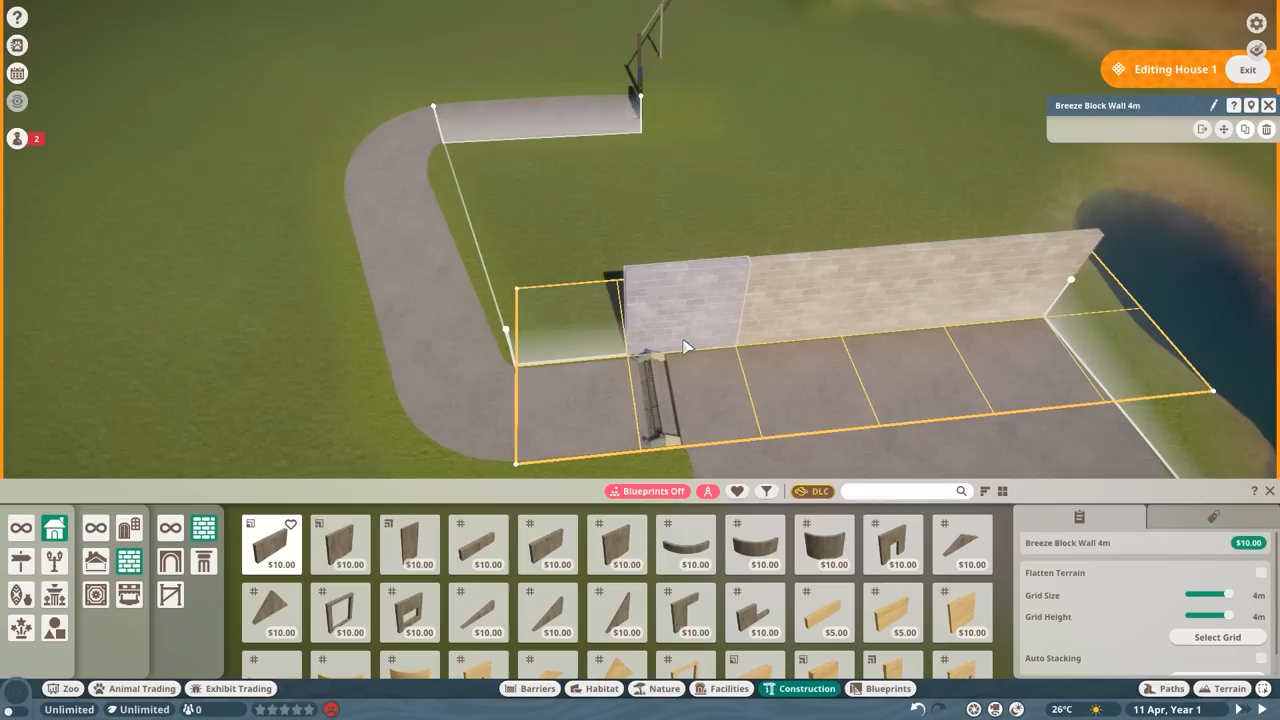 ?
Editing House 1
Exit
Breeze Block Wall 4m
?
2
Blueprints Off
DLC
?
$10.00 $10.00 $10.00 $10.00 $10.00 $10.00 $10.00 $10.00 $10.00 $10.00 $10.00
$10.00 $10.00 $10.00 $10.00 $10.00 $10.00 $10.00 $10.00 $5.00 $5.00 $10.00
Breeze Block Wall 4m $10.00
Flatten Terrain
Grid Size 4m
Grid Height 4m
Select Grid
Auto Stacking
Zoo Animal Trading Exhibit Trading Barriers Habitat Nature Facilities Construction Blueprints Paths Terrain
Unlimited Unlimited 0 26°C 11 Apr, Year 1